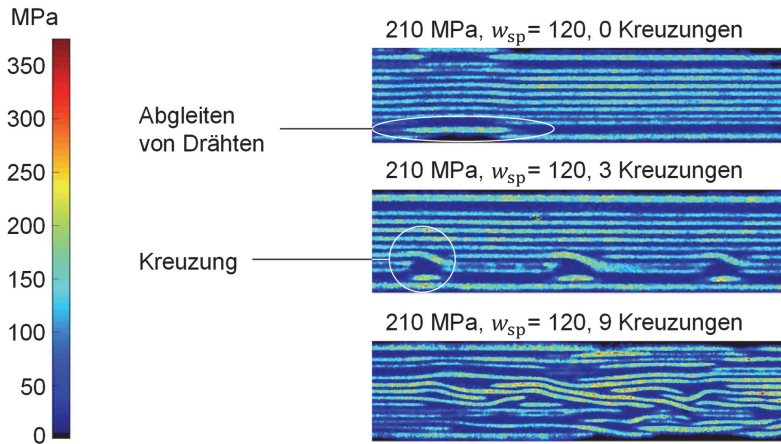 MPa
350
300
250
200
150
100
50
0
210 MPa, wsp= 120, 0 Kreuzungen
Abgleiten
von Drähten
210 MPa, wsp= 120, 3 Kreuzungen
Kreuzung
210 MPa, wsp= 120, 9 Kreuzungen